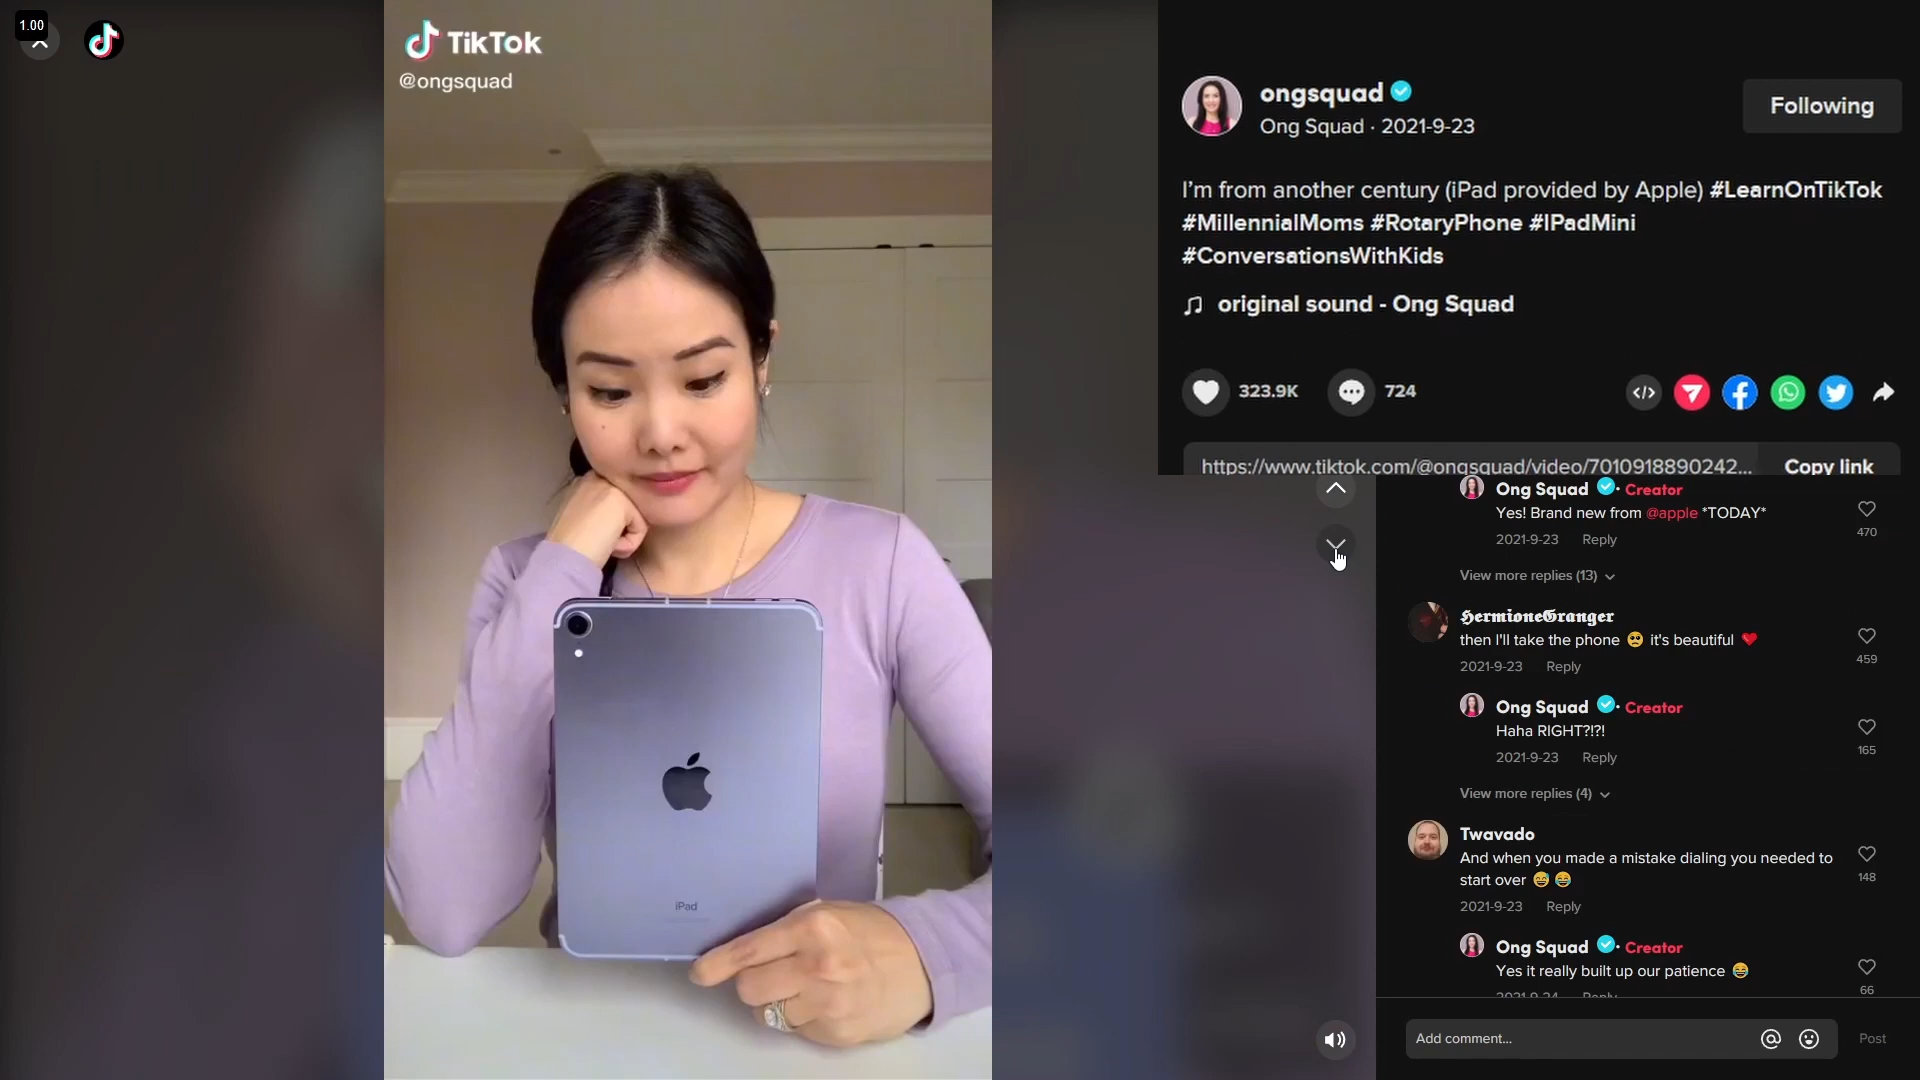 1.00
TikTok
@ongsquad
iPad
ongsquad
Ong Squad · 2021-9-23
Following
I'm from another century (iPad provided by Apple) #LearnOnTikTok
#MillennialMoms #RotaryPhone #IPadMini
#ConversationsWithKids
original sound - Ong Squad
323.9K
724
https://www.tiktok.com/@ongsquad/video/7010918890242...
Copy link
Ong Squad · Creator
Yes! Brand new from @apple *TODAY*
2021-9-23 Reply
470
View more replies (13)
HermioneGranger
then I'll take the phone 🥺 it's beautiful ❤️
2021-9-23 Reply
459
Ong Squad · Creator
Haha RIGHT?!?!
2021-9-23 Reply
165
View more replies (4)
Twavado
And when you made a mistake dialing you needed to
start over 😅 😂
2021-9-23 Reply
148
Ong Squad · Creator
Yes it really built up our patience 😂
2021-9-24 Reply
66
Add comment...
Post